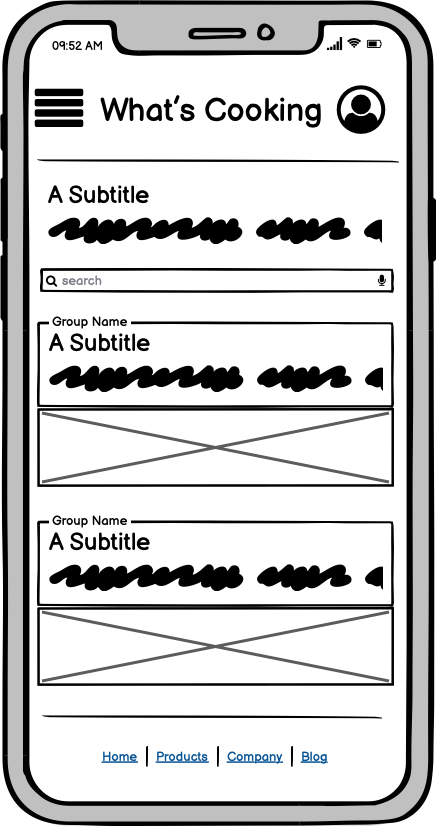 09:52 AM
What's Cooking
A Subtitle
search
Group Name
A Subtitle
Group Name
A Subtitle
Home | Products | Company | Blog